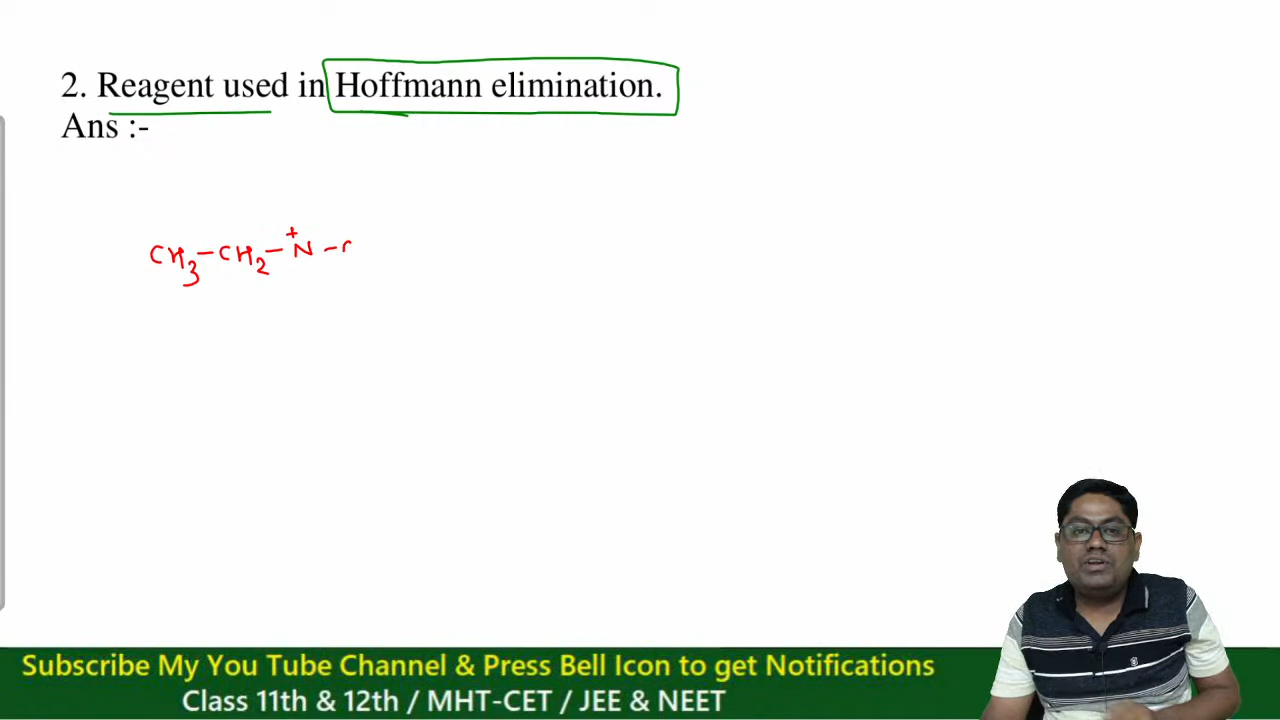 2. Reagent used in Hoffmann elimination.
Ans :-
CH₃-CH₂-N⁺-
Subscribe My You Tube Channel & Press Bell Icon to get Notifications
Class 11th & 12th / MHT-CET / JEE & NEET